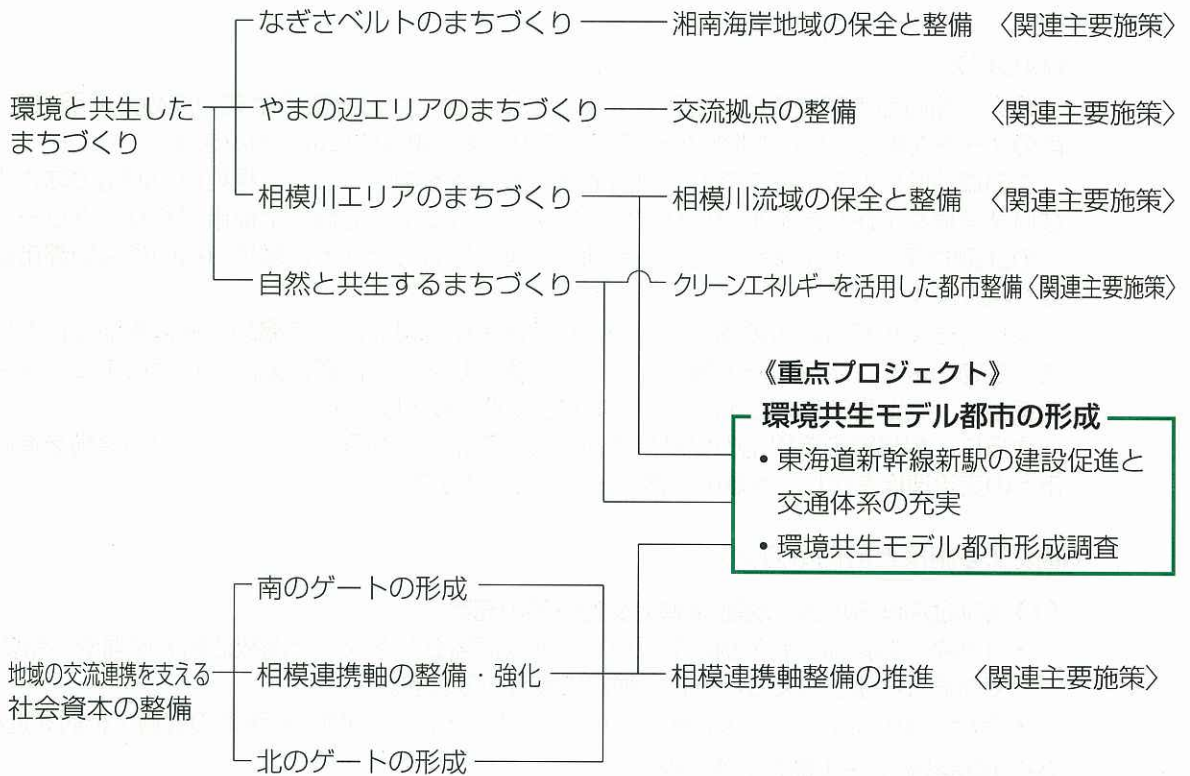 なぎさベルトのまちづくり 湘南海岸地域の保全と整備 〈関連主要施策〉
環境と共生した
まちづくり
やまの辺エリアのまちづくり 交流拠点の整備 〈関連主要施策〉
相模川エリアのまちづくり 相模川流域の保全と整備 〈関連主要施策〉
自然と共生するまちづくり クリーンエネルギーを活用した都市整備〈関連主要施策〉
《重点プロジェクト》
環境共生モデル都市の形成
• 東海道新幹線新駅の建設促進と
交通体系の充実
• 環境共生モデル都市形成調査
南のゲートの形成
地域の交流連携を支える
社会資本の整備
相模連携軸の整備・強化 相模連携軸整備の推進 〈関連主要施策〉
北のゲートの形成